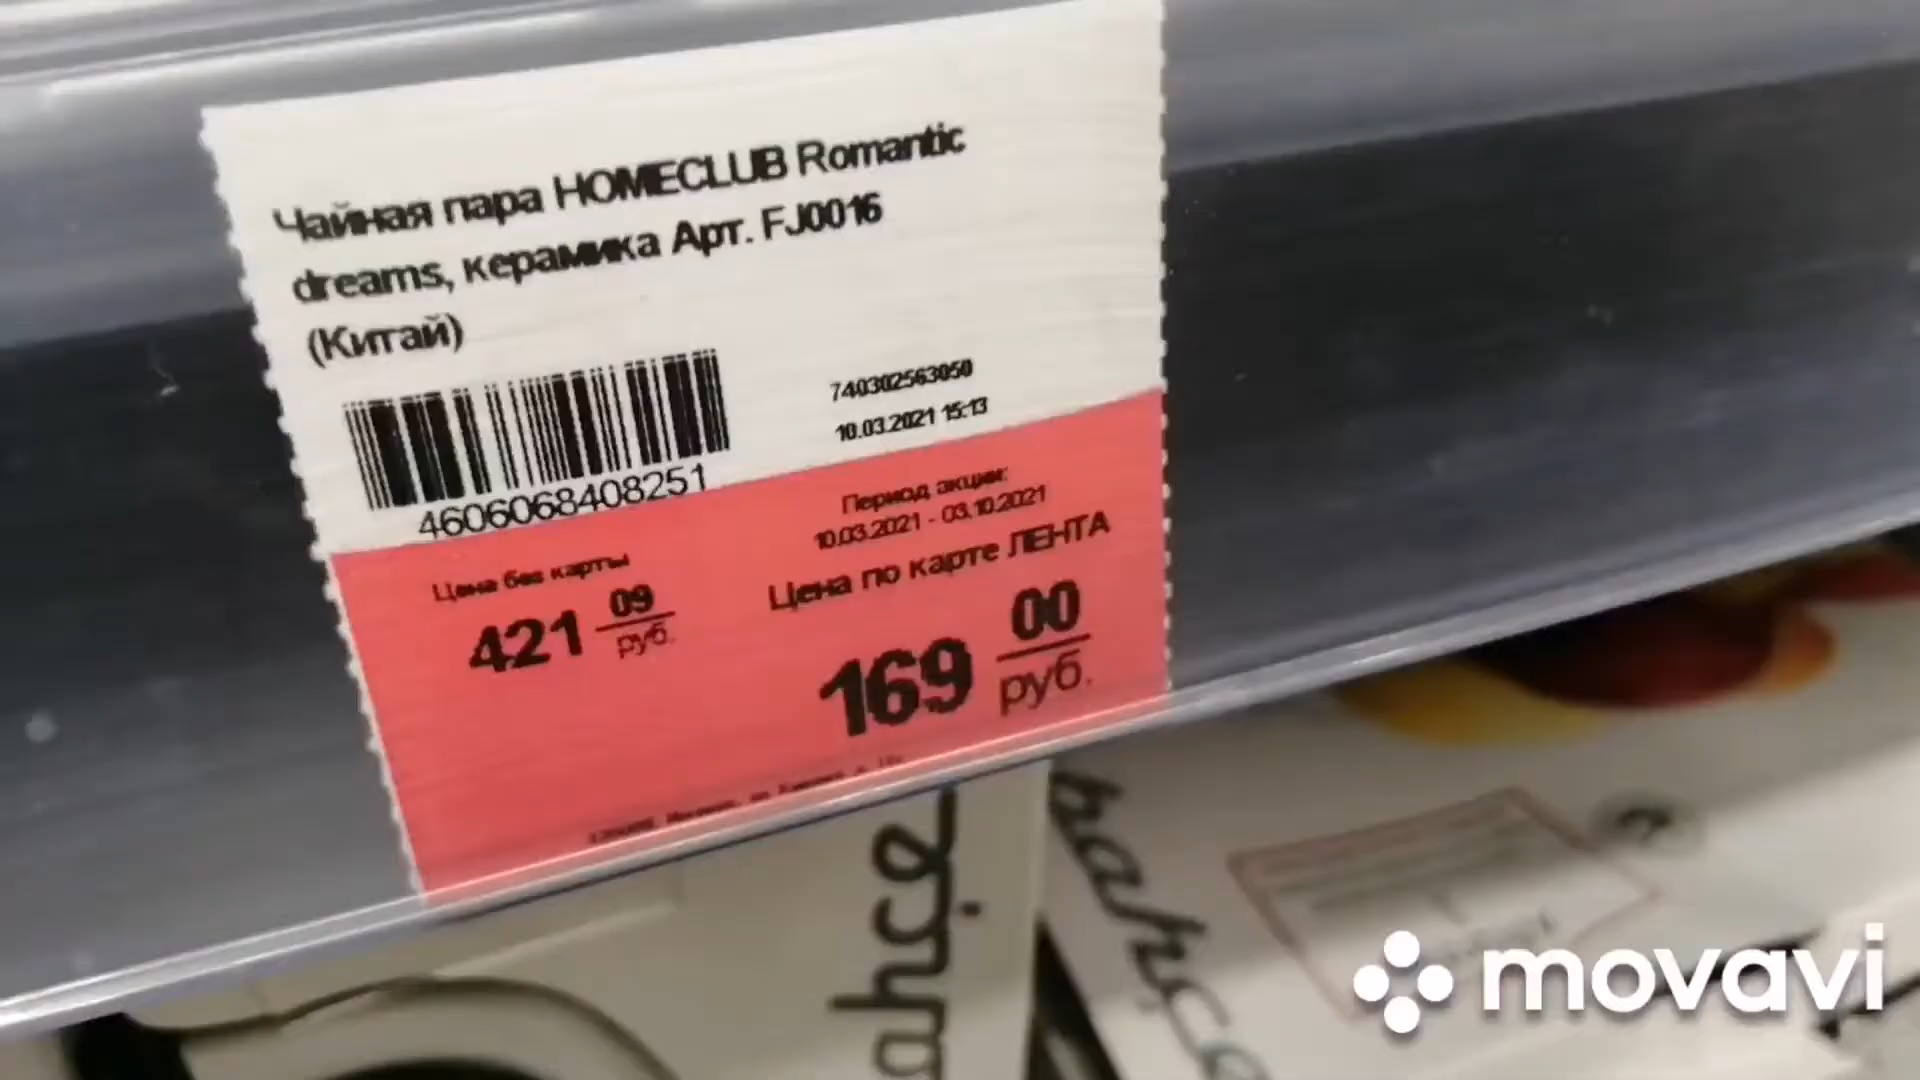 Чайная пара HOMECLUB Romantic
dreams, керамика Арт. FJ0016
(Китай)
740302563050
10.03.2021 15:13
4606068408251
Период акции:
10.03.2021 - 03.10.2021
Цена без карты
Цена по карте ЛЕНТА
421 09 руб.
169 00 руб.
ahçe
bahçe
movavi